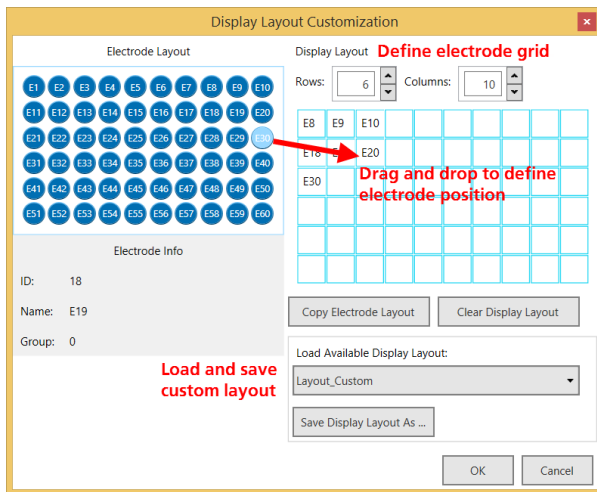 Display Layout Customization
Electrode Layout
E1 E2 E3 E4 E5 E6 E7 E8 E9 E10
E11 E12 E13 E14 E15 E16 E17 E18 E19 E20
E21 E22 E23 E24 E25 E26 E27 E28 E29 E30
E31 E32 E33 E34 E35 E36 E37 E38 E39 E40
E41 E42 E43 E44 E45 E46 E47 E48 E49 E50
E51 E52 E53 E54 E55 E56 E57 E58 E59 E60
Electrode Info
ID: 18
Name: E19
Group: 0
Load and save
custom layout
Display Layout Define electrode grid
Rows: 6 Columns: 10
E8 E9 E10
E18 E20
E30
Drag and drop to define
electrode position
Copy Electrode Layout Clear Display Layout
Load Available Display Layout:
Layout_Custom
Save Display Layout As ...
OK Cancel